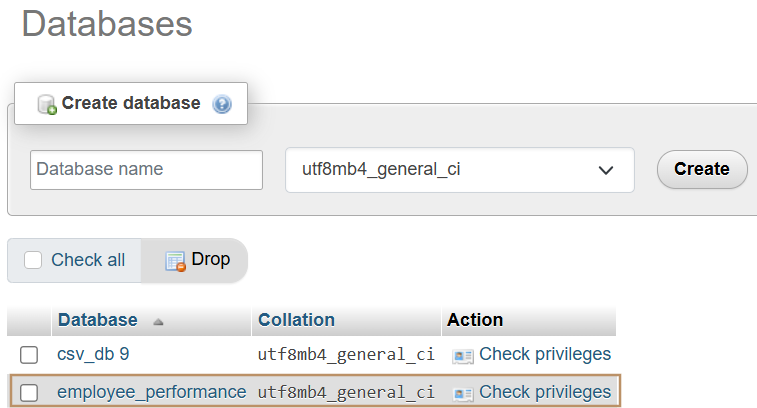 Databases
Create database
Database name utf8mb4_general_ci Create
Check all Drop
Database Collation Action
csv_db 9 utf8mb4_general_ci Check privileges
employee_performance utf8mb4_general_ci Check privileges